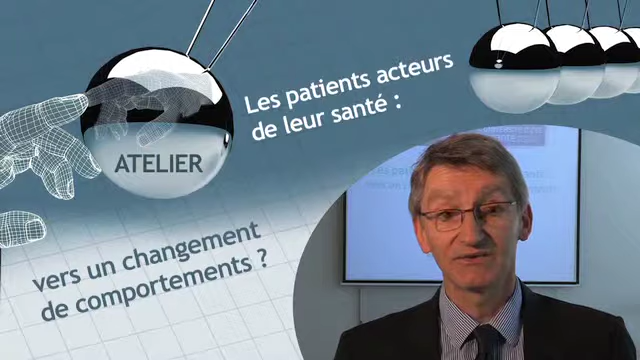 ATELIER
Les patients acteurs
de leur santé :
vers un changement
de comportements ?